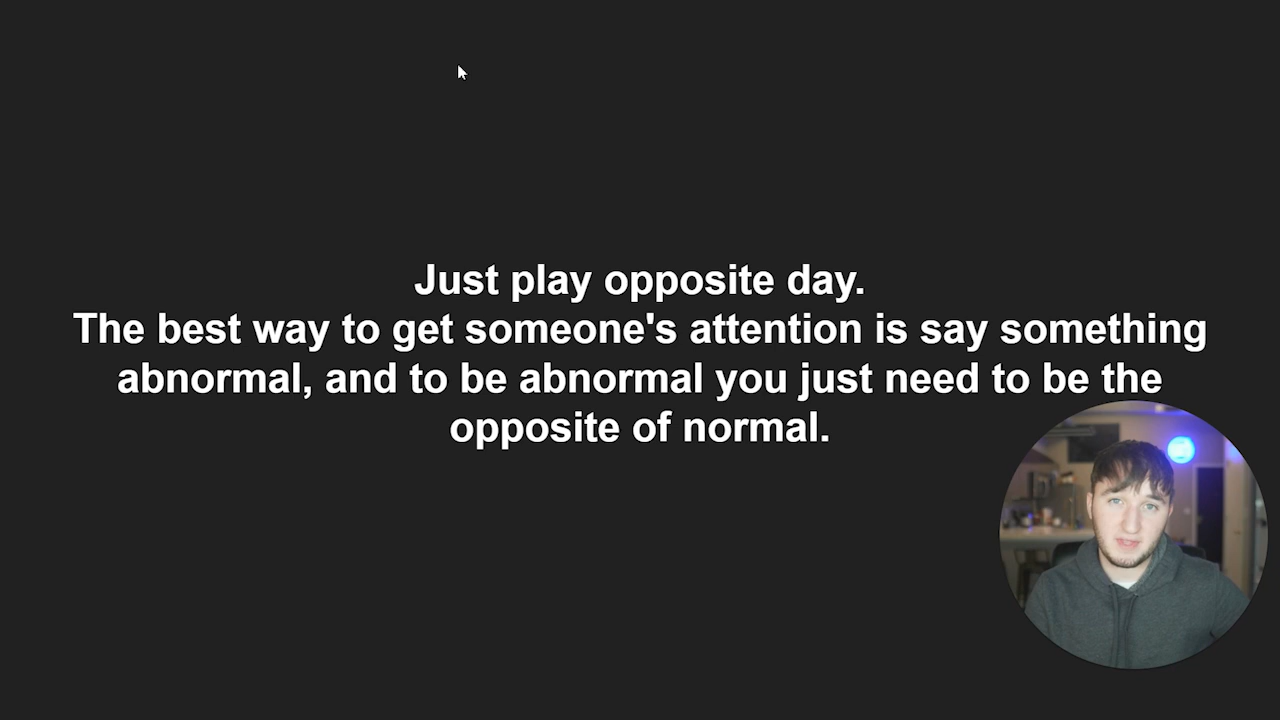 Just play opposite day.
The best way to get someone's attention is say something
abnormal, and to be abnormal you just need to be the
opposite of normal.